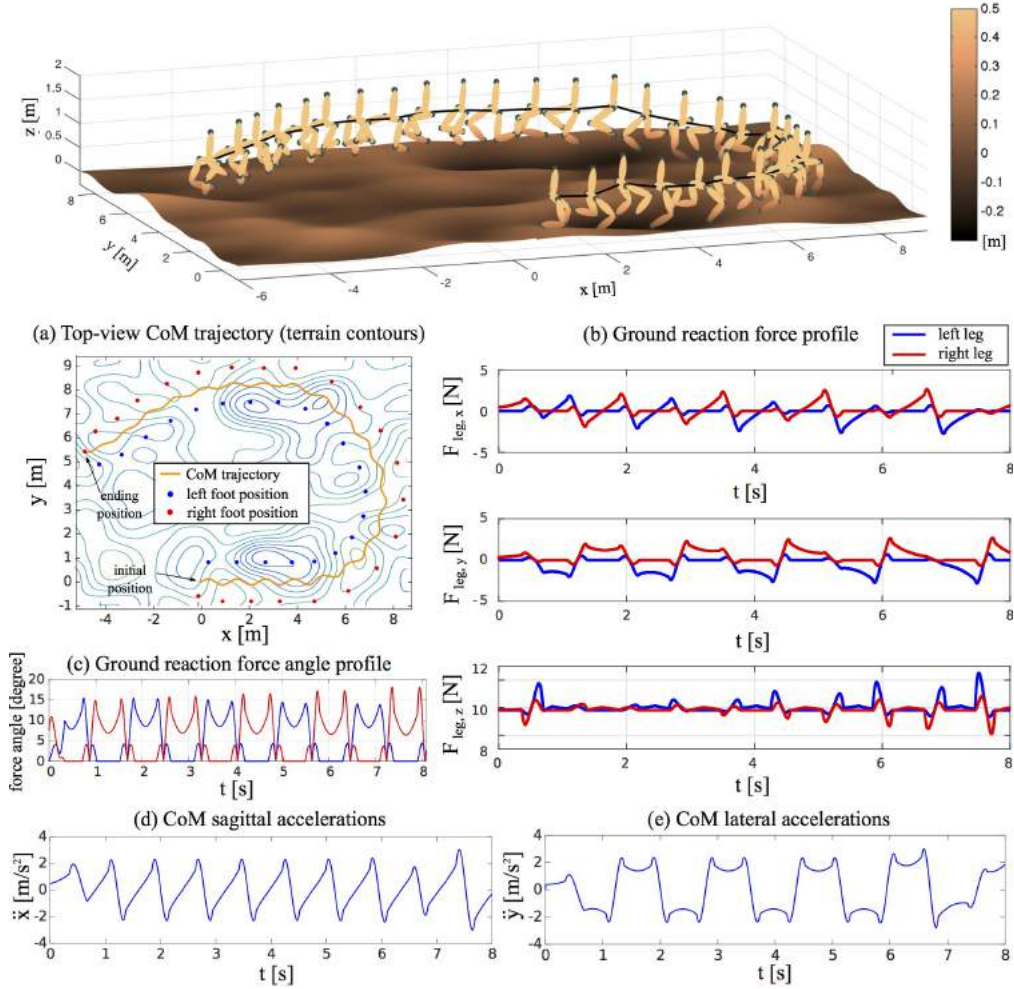 2
1.5
1
0.5
0
z [m]
8
6
4
2
0
y [m]
-6
-4
-2
0
2
4
6
8
x [m]
0.5
0.4
0.3
0.2
0.1
0
-0.1
-0.2
[m]
(a) Top-view CoM trajectory (terrain contours)
9
8
7
6
5
4
3
2
1
0
-1
y [m]
CoM trajectory
left foot position
right foot position
ending
position
initial
position
-4 -2 0 2 4 6 8
x [m]
(b) Ground reaction force profile
left leg
right leg
5
0
-5
F leg, x [N]
0 2 4 6 8
t [s]
5
0
-5
F leg, y [N]
0 2 4 6 8
t [s]
12
10
8
F leg, z [N]
0 2 4 6 8
t [s]
(c) Ground reaction force angle profile
20
15
10
5
0
force angle [degree]
0 1 2 3 4 5 6 7 8
t [s]
(d) CoM sagittal accelerations
4
2
0
-2
-4
ẍ [m/s²]
0 1 2 3 4 5 6 7 8
t [s]
(e) CoM lateral accelerations
4
2
0
-2
-4
ÿ [m/s²]
0 1 2 3 4 5 6 7 8
t [s]